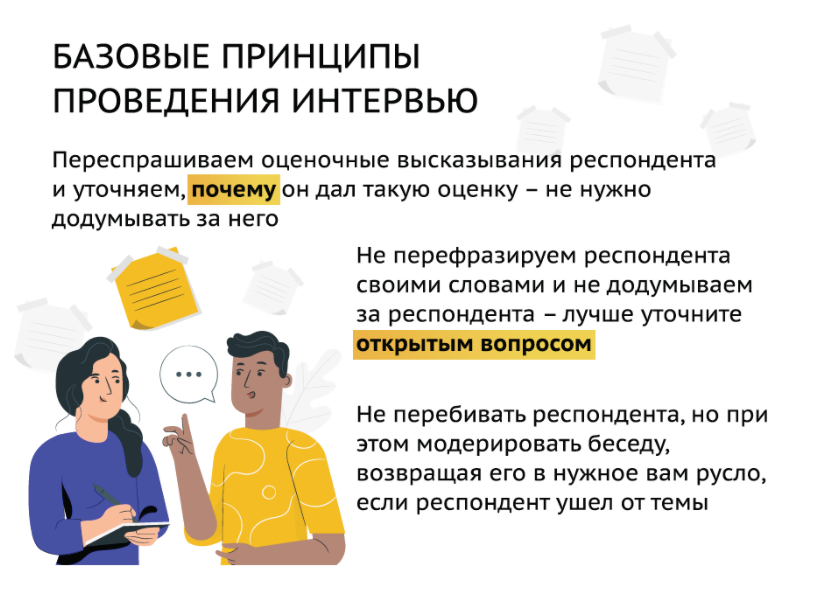 БАЗОВЫЕ ПРИНЦИПЫ
ПРОВЕДЕНИЯ ИНТЕРВЬЮ
Переспрашиваем оценочные высказывания респондента
и уточняем, почему он дал такую оценку – не нужно
додумывать за него
Не перефразируем респондента
своими словами и не додумываем
за респондента – лучше уточните
открытым вопросом
Не перебивать респондента, но при
этом модерировать беседу,
возвращая его в нужное вам русло,
если респондент ушел от темы